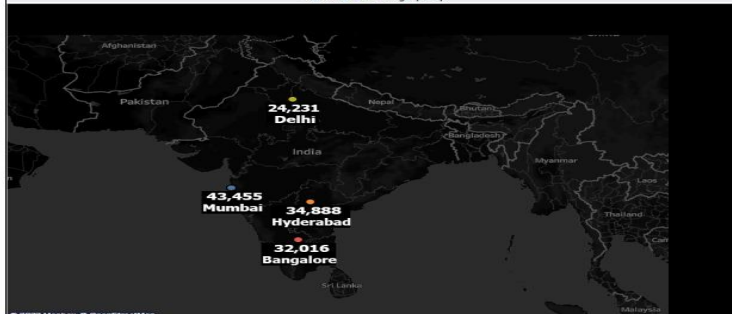 Afghanistan
Pakistan
24,231
Delhi
Nepal
Bhutan
Bangladesh
India
Myanmar
Laos
43,455
Mumbai
34,888
Hyderabad
Thailand
32,016
Bangalore
Sri Lanka
Malaysia